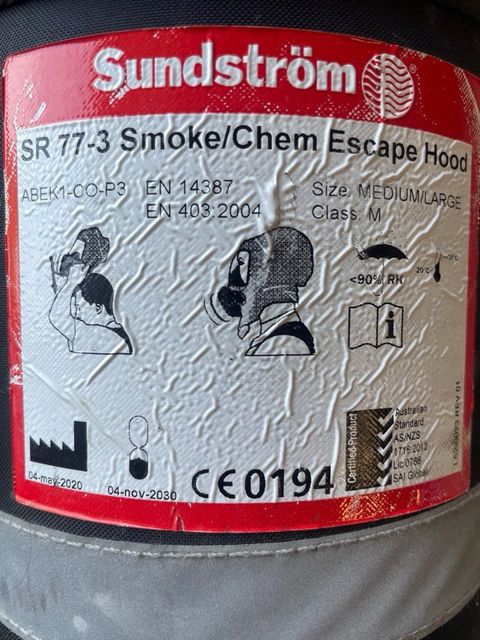 Sundström®
SR 77-3 Smoke/Chem Escape Hood
ABEK1-CO-P3
EN 14387
EN 403:2004
Size: MEDIUM/LARGE
Class: M
<90% RH
-20°C
i
04-may-2020
04-nov-2030
CE 0194
Certified Product
Australian
Standard
AS/NZS
1716:2012
Lic:0766
SAI Global